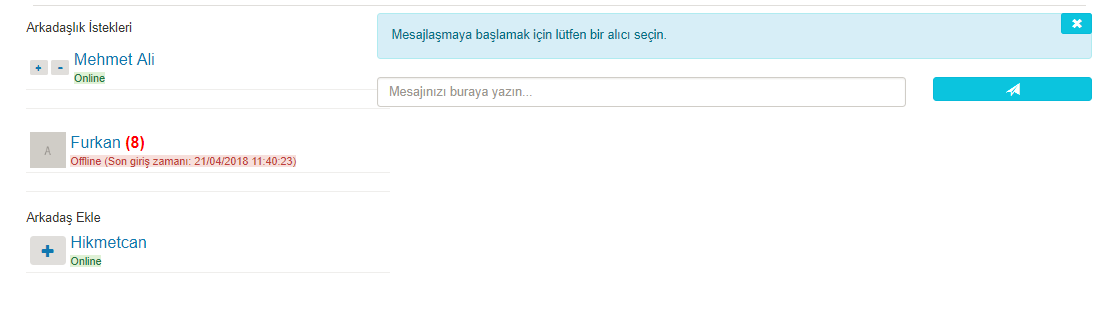 Arkadaşlık İstekleri
+ - Mehmet Ali
Online
A Furkan (8)
Offline (Son giriş zamanı: 21/04/2018 11:40:23)
Arkadaş Ekle
+ Hikmetcan
Online
Mesajlaşmaya başlamak için lütfen bir alıcı seçin.
Mesajınızı buraya yazın...